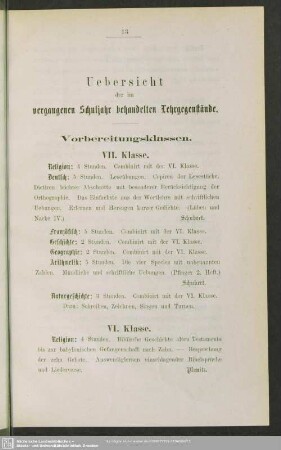 13
Uebersicht
der im
vergangenen Schuljahr behandelten Lehrgegenstände.
Vorbereitungsklassen.
VII. Klasse.
Religion: 4 Stunden. Combinirt mit der VI. Klasse.
Deutsch: 5 Stunden. Leseübungen. Copiren der Lesestücke.
Dictiren leichter Abschnitte mit besonderer Berücksichtigung der
Orthographie. Das Einfachste aus der Wortlehre mit schriftlichen
Uebungen. Erlernen und Hersagen kurzer Gedichte. (Lüben und
Nacke IV.) Schubert.
Französisch: 5 Stunden. Combinirt mit der VI. Klasse.
Geschichte: 2 Stunden. Combinirt mit der VI. Klasse.
Geographie: 2 Stunden. Combinirt mit der VI. Klasse.
Arithmetik: 5 Stunden. Die vier Species mit unbenannten
Zahlen. Mündliche und schriftliche Uebungen. (Pflüger 2. Heft.)
Schubert.
Naturgeschichte: 2 Stunden. Combinirt mit der VI. Klasse.
Schreiben, Zeichnen, Singen und Turnen.
VI. Klasse.
Religion: 4 Stunden. Biblische Geschichte alten Testaments
bis zur babylonischen Gefangenschaft nach Zahn. — Besprechung
der zehn Gebote. Auswendiglernen einschlagender Bibelsprüche
und Liederverse.